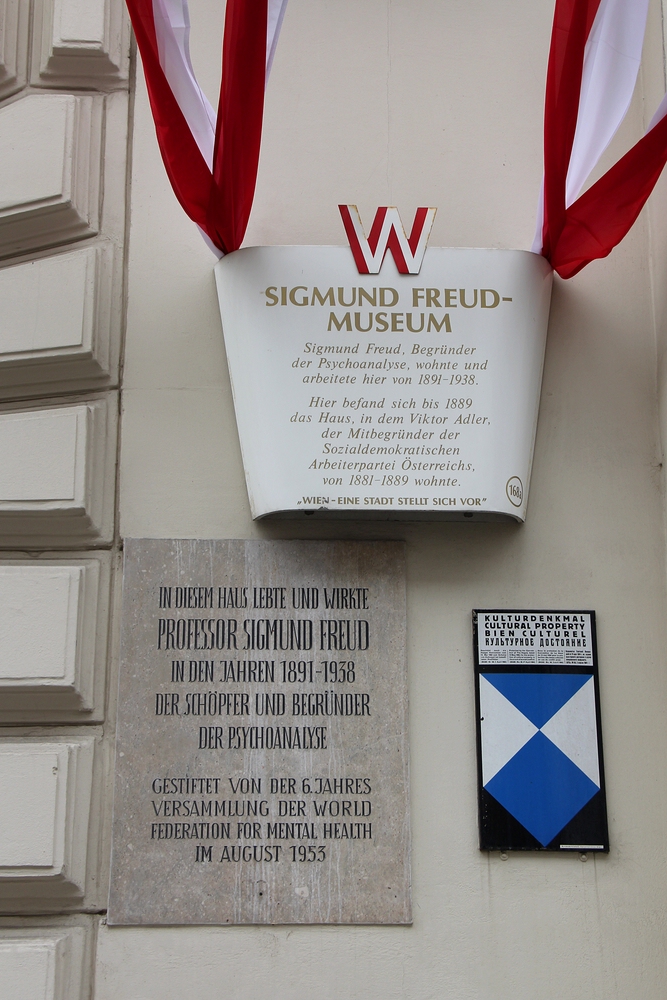 W
SIGMUND FREUD-
MUSEUM
Sigmund Freud, Begründer
der Psychoanalyse, wohnte und
arbeitete hier von 1891-1938.
Hier befand sich bis 1889
das Haus, in dem Viktor Adler,
der Mitbegründer der
Sozialdemokratischen
Arbeiterpartei Österreichs,
von 1881-1889 wohnte.
„WIEN-EINE STADT STELLT SICH VOR"
IN DIESEM HAUS LEBTE UND WIRKTE
PROFESSOR SIGMUND FREUD
IN DEN JAHREN 1891-1938
DER SCHÖPFER UND BEGRÜNDER
DER PSYCHOANALYSE
GESTIFTET VON DER 6. JAHRES
VERSAMMLUNG DER WORLD
FEDERATION FOR MENTAL HEALTH
IM AUGUST 1953
KULTURDENKMAL
CULTURAL PROPERTY
BIEN CULTUREL
КУЛЬТУРНОЕ ДОСТОЯНИЕ